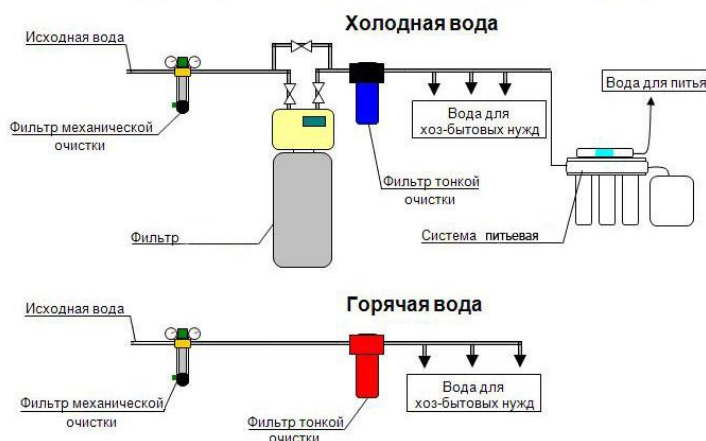 Холодная вода
Исходная вода
Вода для питья
Фильтр механической
очистки
Вода для
хоз-бытовых нужд
Фильтр тонкой
очистки
Фильтр
Система питьевая
Горячая вода
Исходная вода
Фильтр механической
очистки
Вода для
хоз-бытовых нужд
Фильтр тонкой
очистки